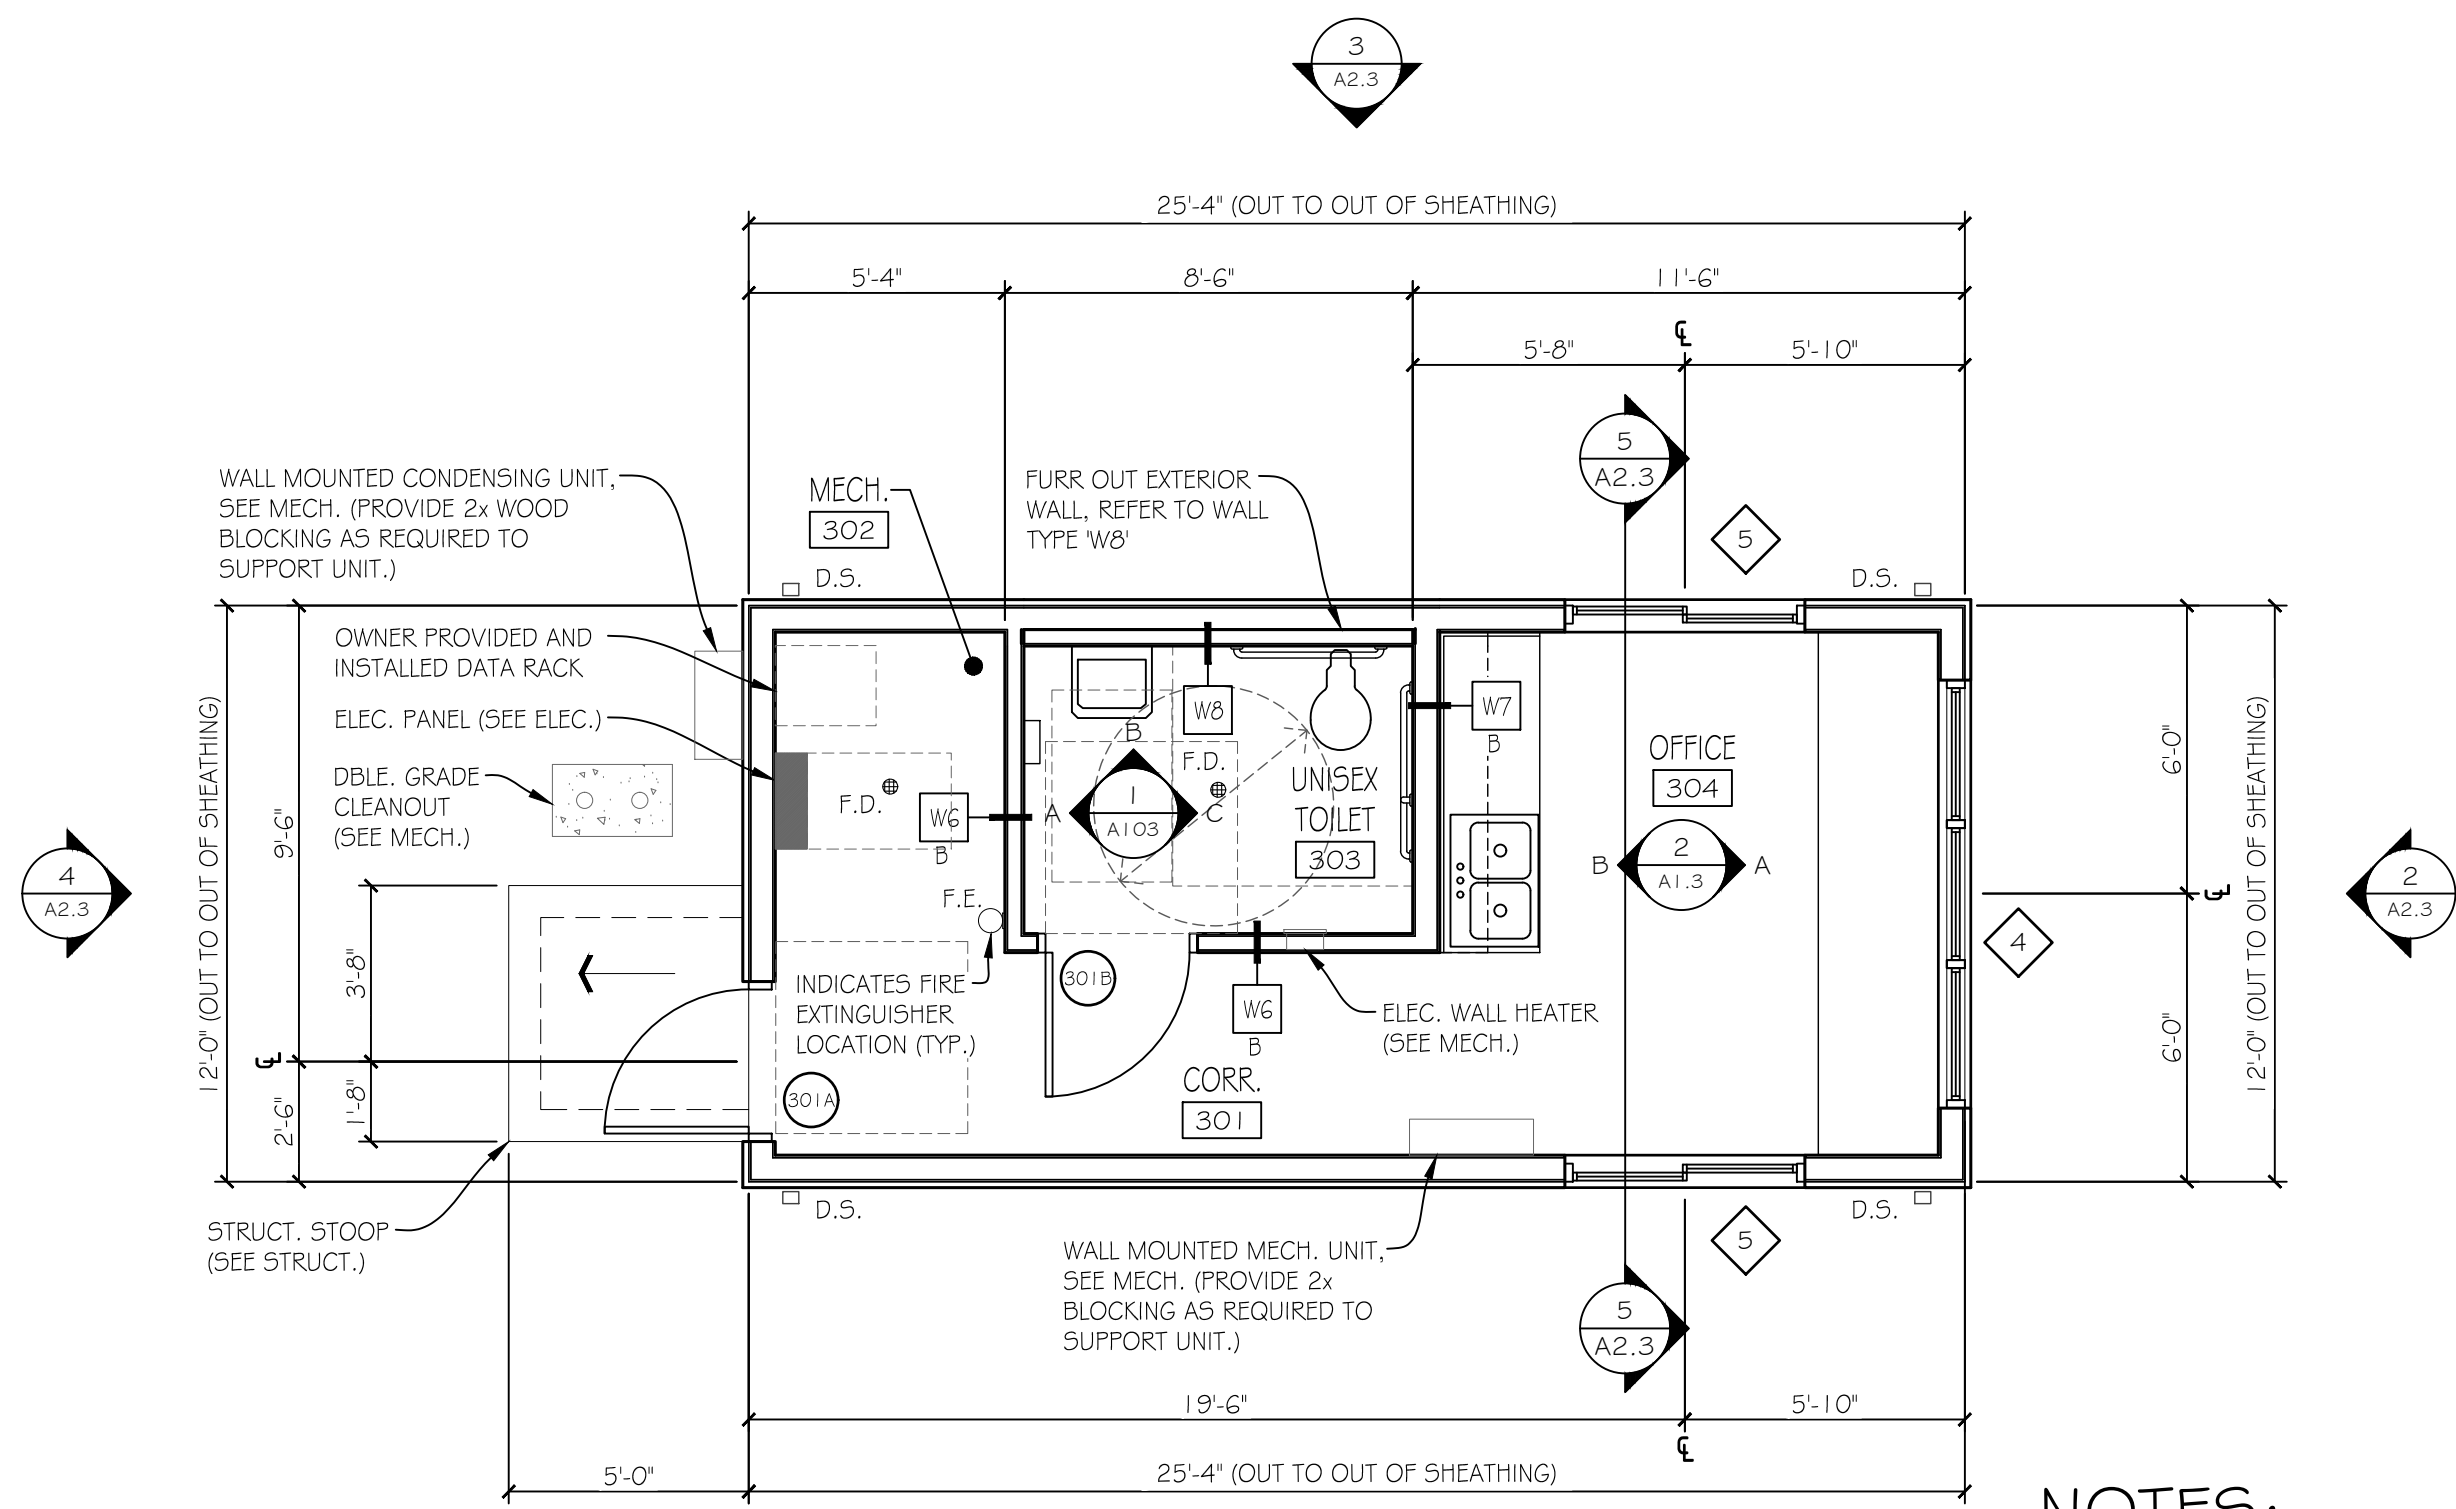 3
A2.3
25'-4" (OUT TO OUT OF SHEATHING)
5'-4"
8'-6"
11'-6"
℄
5'-8"
5'-10"
5
A2.3
WALL MOUNTED CONDENSING UNIT,
SEE MECH. (PROVIDE 2x WOOD
BLOCKING AS REQUIRED TO
SUPPORT UNIT.)
MECH.
302
FURR OUT EXTERIOR
WALL, REFER TO WALL
TYPE 'W8'
5
D.S.
D.S.
OWNER PROVIDED AND
INSTALLED DATA RACK
ELEC. PANEL (SEE ELEC.)
DBLE. GRADE
CLEANOUT
(SEE MECH.)
12'-0" (OUT TO OUT OF SHEATHING)
9'-6"
3'-8"
℄
2'-6"
1'-8"
4
A2.3
F.D.
W6
B
F.E.
INDICATES FIRE
EXTINGUISHER
LOCATION (TYP.)
301A
W8
B
A
1
A103
C
F.D.
UNISEX
TOILET
303
W7
B
OFFICE
304
B
2
A1.3
A
301B
W6
B
ELEC. WALL HEATER
(SEE MECH.)
CORR.
301
6'-0"
℄
6'-0"
12'-0" (OUT TO OUT OF SHEATHING)
4
2
A2.3
D.S.
D.S.
STRUCT. STOOP
(SEE STRUCT.)
WALL MOUNTED MECH. UNIT,
SEE MECH. (PROVIDE 2x
BLOCKING AS REQUIRED TO
SUPPORT UNIT.)
5
5
A2.3
19'-6"
5'-10"
℄
5'-0"
25'-4" (OUT TO OUT OF SHEATHING)
NOTES: